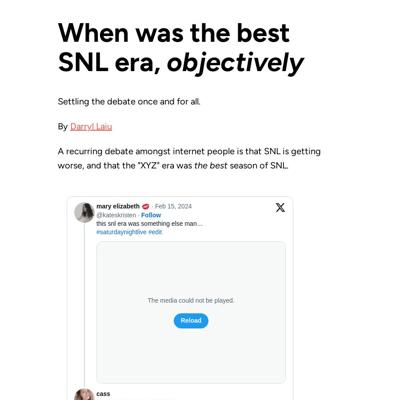 When was the best
SNL era, objectively
Settling the debate once and for all.
By Darryl Laiu
A recurring debate amongst internet people is that SNL is getting
worse, and that the "XYZ" era was the best season of SNL.
mary elizabeth 💋 · Feb 15, 2024
@kateskristen · Follow
this snl era was something else man…
#saturdaynightlive #edit
The media could not be played.
Reload
cass